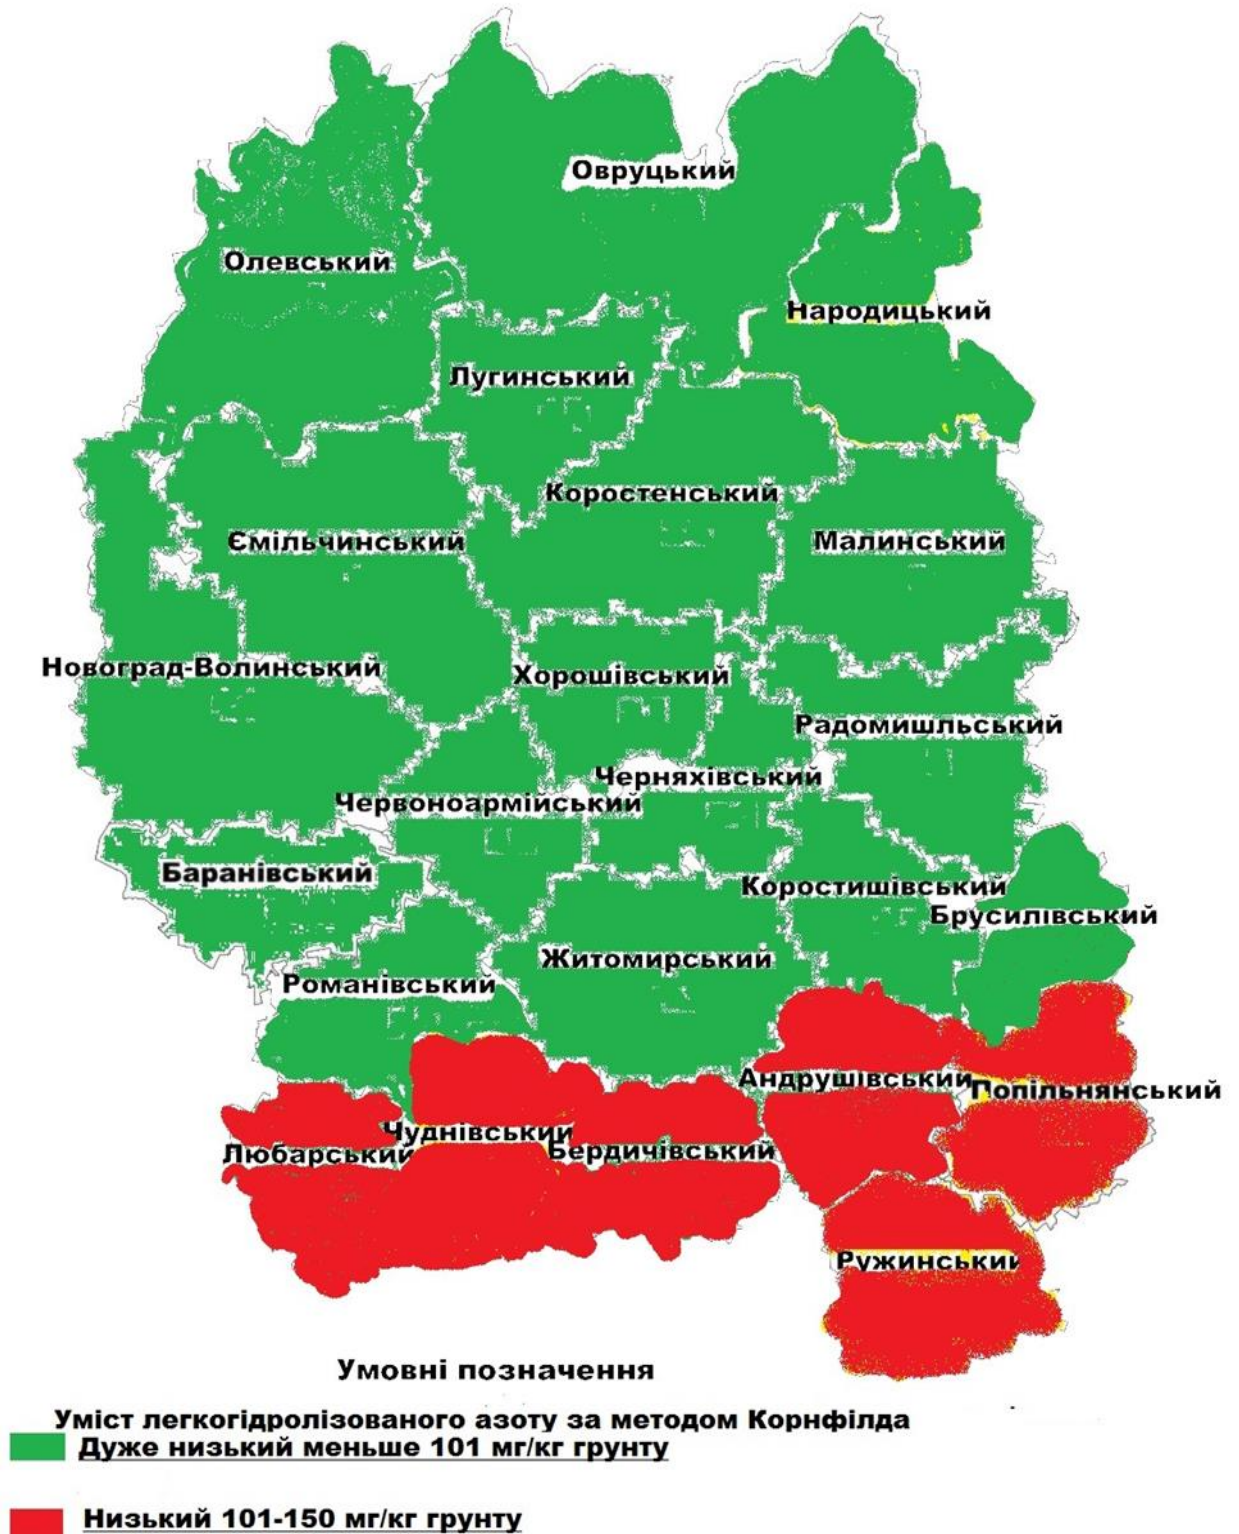 Овруцький
Олевський
Народицький
Лугинський
Коростенський
Ємільчинський
Малинський
Новоград-Волинський
Хорошівський
Радомишльський
Черняхівський
Червоноармійський
Баранівський
Коростишівський
Брусилівський
Житомирський
Романівський
Андрушівський
Попільнянський
Чуднівський
Любарський
Бердичівський
Ружинський
Умовні позначення
Уміст легкогідролізованого азоту за методом Корнфілда
Дуже низький меньше 101 мг/кг грунту
Низький 101-150 мг/кг грунту